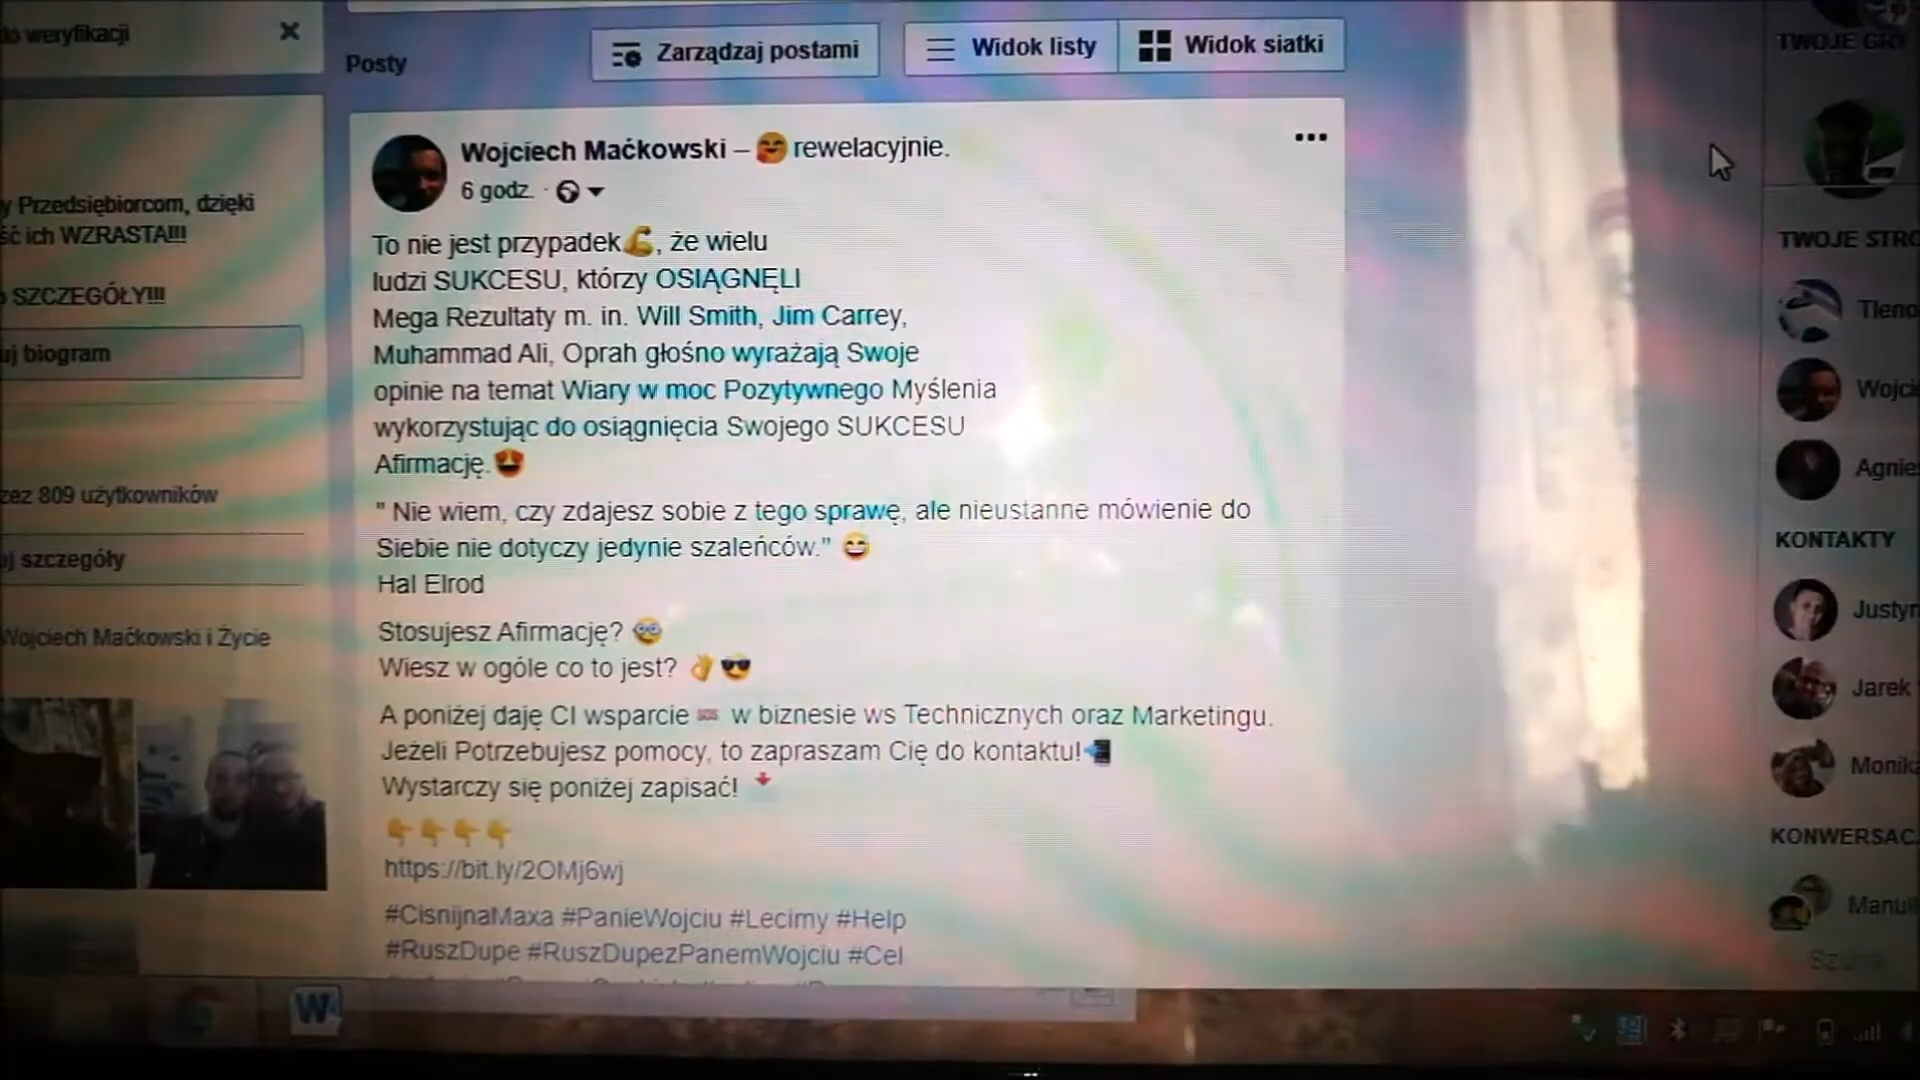 do weryfikacji
Posty
Zarządzaj postami
Widok listy
Widok siatki
TWOJE GRY
Wojciech Maćkowski – 🥰 rewelacyjnie.
6 godz.
y Przedsiębiorcom, dzięki
ść ich WZRASTA!!!
SZCZEGÓŁY!!!
uj biogram
zez 809 użytkowników
uj szczegóły
Wojciech Maćkowski i Życie
To nie jest przypadek💪, że wielu
ludzi SUKCESU, którzy OSIĄGNĘLI
Mega Rezultaty m. in. Will Smith, Jim Carrey,
Muhammad Ali, Oprah głośno wyrażają Swoje
opinie na temat Wiary w moc Pozytywnego Myślenia
wykorzystując do osiągnięcia Swojego SUKCESU
Afirmację.😍
" Nie wiem, czy zdajesz sobie z tego sprawę, ale nieustanne mówienie do
Siebie nie dotyczy jedynie szaleńców." 😄
Hal Elrod
Stosujesz Afirmację? 🤓
Wiesz w ogóle co to jest? 👌😎
A poniżej daję CI wsparcie 🆘 w biznesie ws Technicznych oraz Marketingu.
Jeżeli Potrzebujesz pomocy, to zapraszam Cię do kontaktu!📲
Wystarczy się poniżej zapisać! 📩
👇👇👇👇
https://bit.ly/2OMj6wj
#CisnijnaMaxa #PanieWojciu #Lecimy #Help
#RuszDupe #RuszDupezPanemWojciu #Cel
TWOJE STRO
Tleno
Wojci
Agnies
KONTAKTY
Justyn
Jarek
Monika
KONWERSAC
Manu